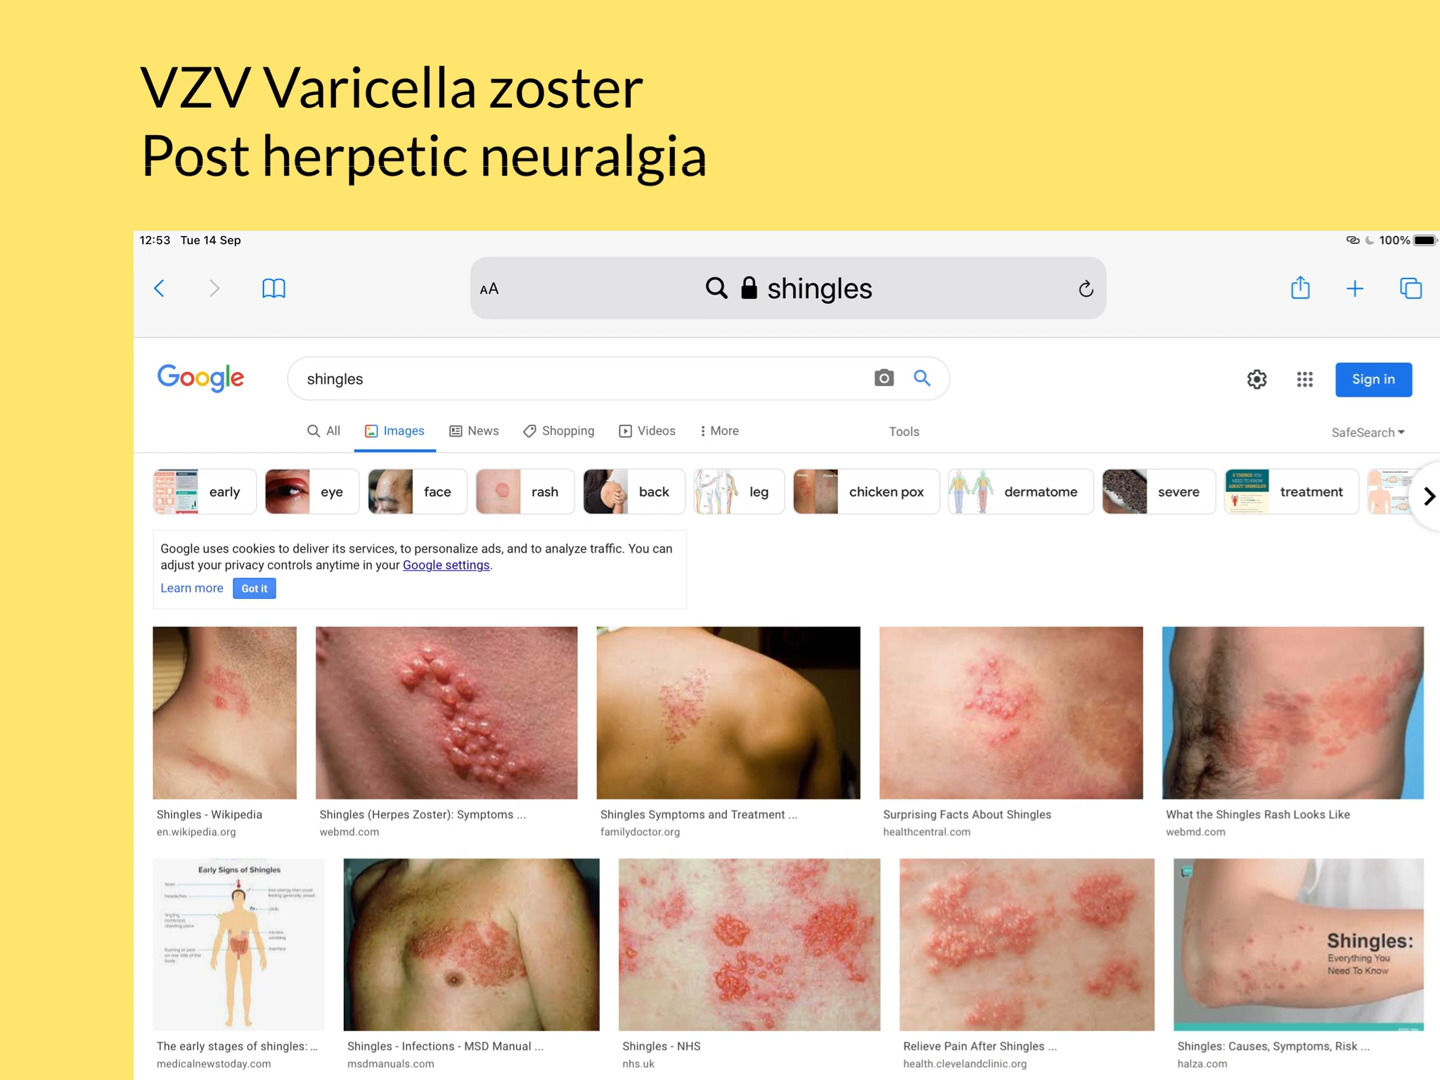 VZV Varicella zoster
Post herpetic neuralgia
12:53 Tue 14 Sep
100%
AA
shingles
Google
shingles
Sign in
All
Images
News
Shopping
Videos
More
Tools
SafeSearch
early
eye
face
rash
back
leg
chicken pox
dermatome
severe
treatment
Google uses cookies to deliver its services, to personalize ads, and to analyze traffic. You can
adjust your privacy controls anytime in your Google settings.
Learn more
Got it
Shingles - Wikipedia
en.wikipedia.org
Shingles (Herpes Zoster): Symptoms ...
webmd.com
Shingles Symptoms and Treatment ...
familydoctor.org
Surprising Facts About Shingles
healthcentral.com
What the Shingles Rash Looks Like
webmd.com
Early Signs of Shingles
Shingles:
Everything You
Need To Know
The early stages of shingles: ...
medicalnewstoday.com
Shingles - Infections - MSD Manual ...
msdmanuals.com
Shingles - NHS
nhs.uk
Relieve Pain After Shingles ...
health.clevelandclinic.org
Shingles: Causes, Symptoms, Risk ...
halza.com